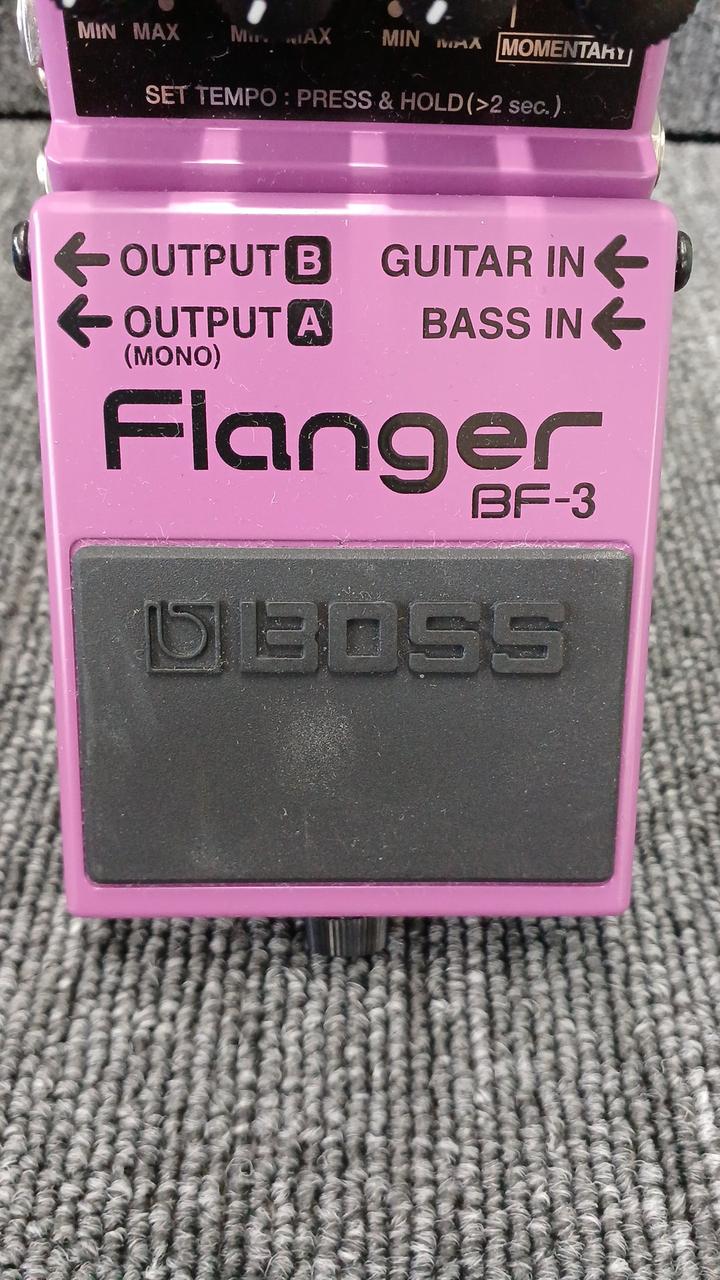 MIN MAX MIN MAX MIN MAX MOMENTARY
SET TEMPO : PRESS & HOLD (>2 sec.)
← OUTPUT B GUITAR IN ←
← OUTPUT A BASS IN ←
(MONO)
Flanger
BF-3
BOSS